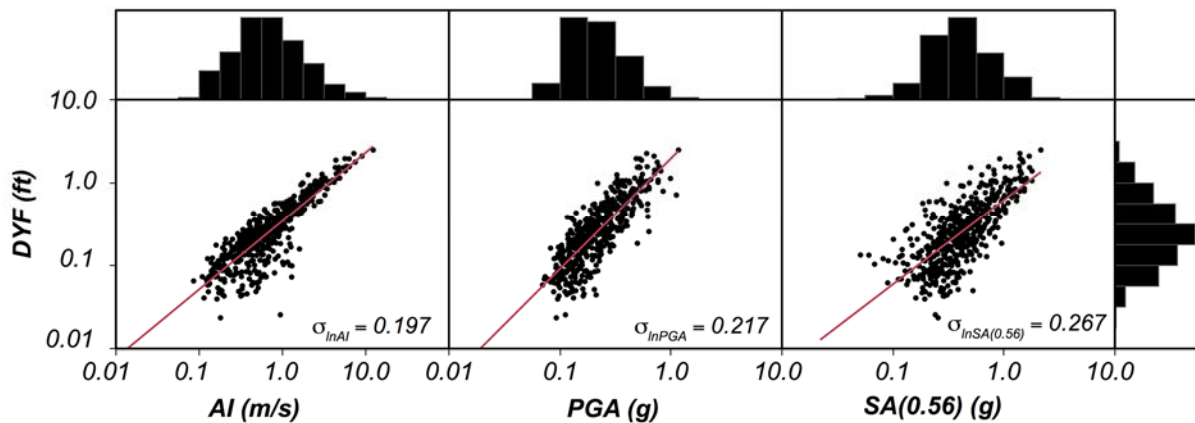 10.0
1.0
0.1
0.01
DYF (ft)
σlnAI = 0.197
σlnPGA = 0.217
σlnSA(0.56) = 0.267
0.01 0.1 1.0 10.0 0.01 0.1 1.0 10.0 0.1 1.0 10.0
AI (m/s) PGA (g) SA(0.56) (g)